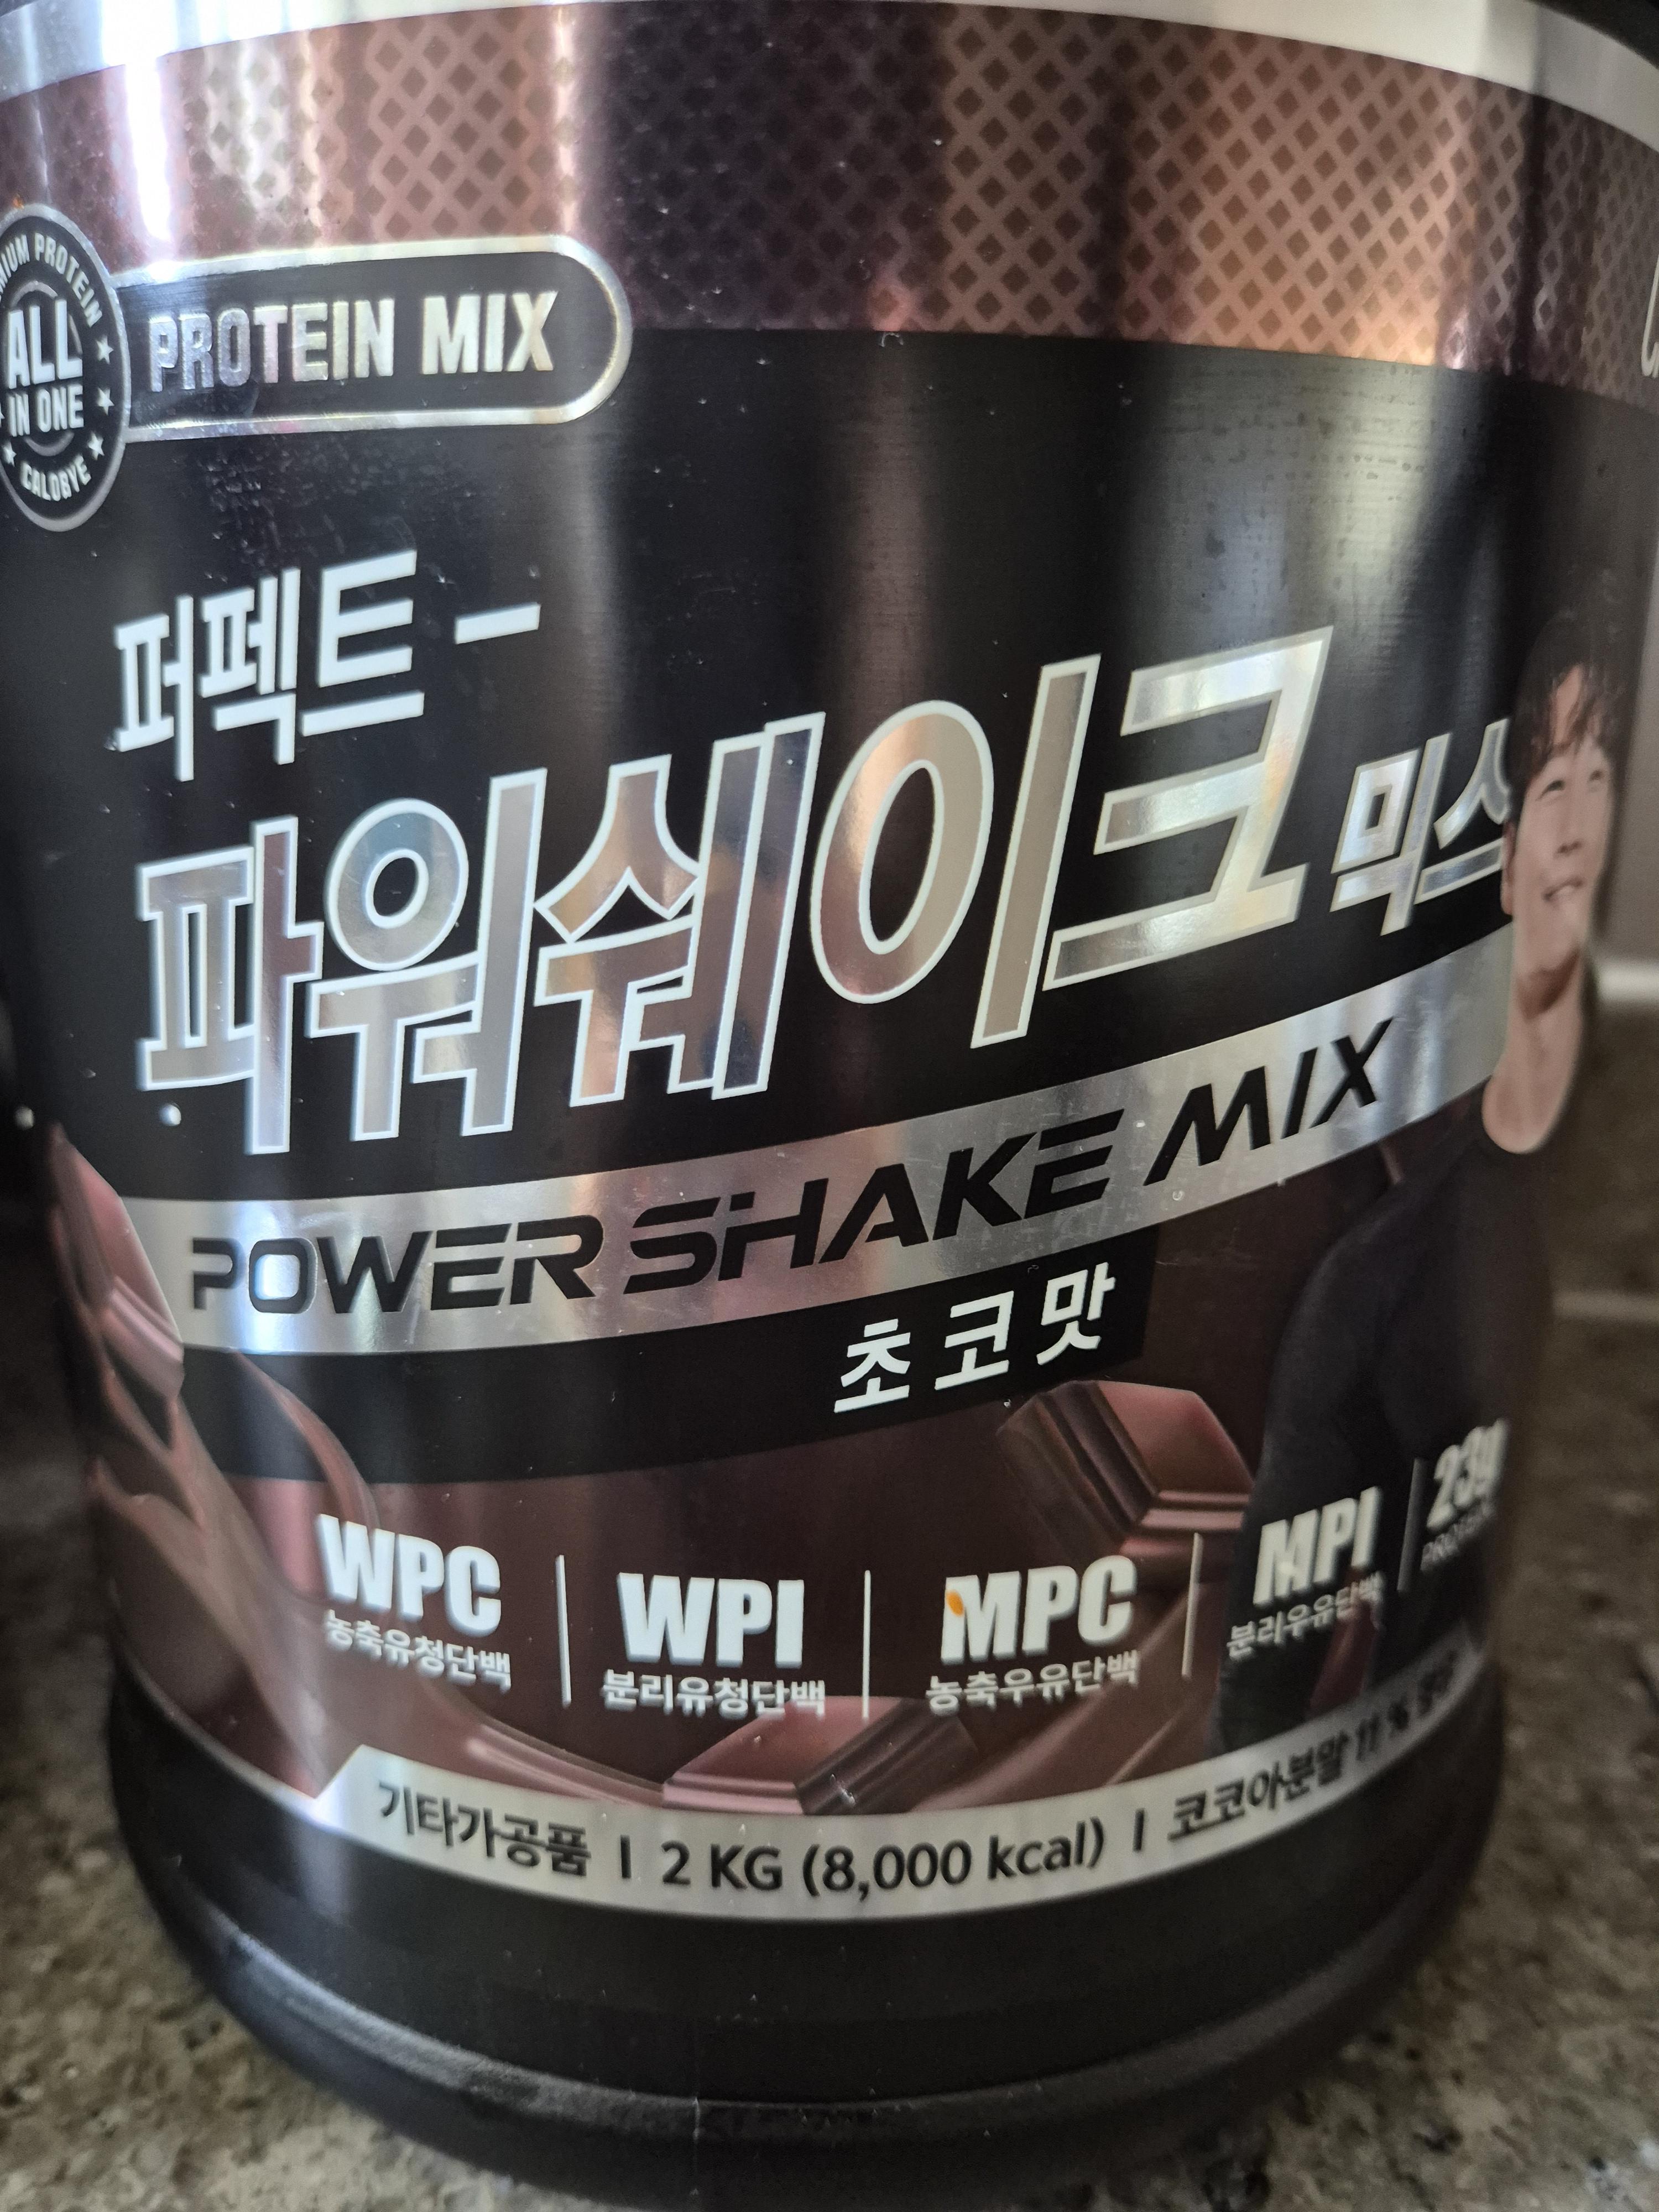 PROTEIN
ALL
IN ONE
CALOBYE
PROTEIN MIX
퍼펙트 -
파워쉐이크 믹스
POWER SHAKE MIX
초코맛
WPC
농축유청단백
WPI
분리유청단백
MPC
농축우유단백
MPI
분리우유단백
23g
기타가공품 | 2 KG (8,000 kcal) | 코코아분말 11 %